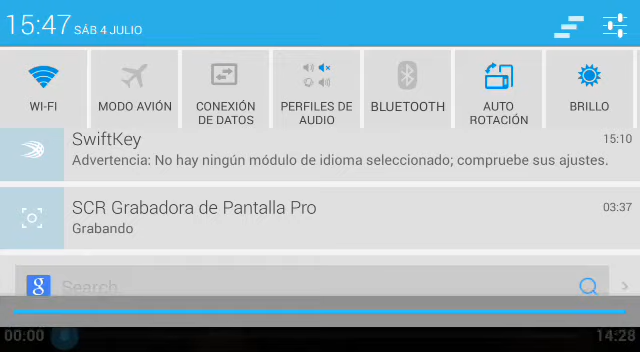 15:47 SÁB 4 JULIO
WI-FI
MODO AVIÓN
CONEXIÓN
DE DATOS
PERFILES DE
AUDIO
BLUETOOTH
AUTO
ROTACIÓN
BRILLO
SwiftKey 15:10
Advertencia: No hay ningún módulo de idioma seleccionado; compruebe sus ajustes.
SCR Grabadora de Pantalla Pro 03:37
Grabando
g Search
00:00 14:28